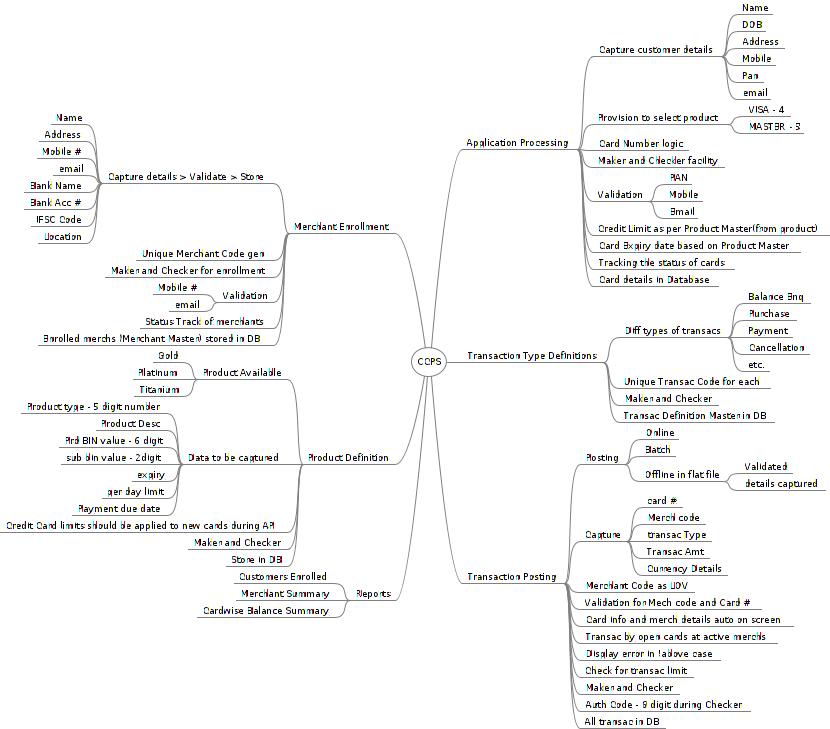 COPS
Application Processing
Capture customer details
Name
DOB
Address
Mobile
Pan
email
Provision to select product
VISA - 4
MASTER - 5
Card Number logic
Maker and Checkler facility
Validation
PAN
Mobile
Email
Credit Limit as per Product Master(from product)
Card Expiry date based on Product Master
Tracking the status of cards
Card details in Database
Transaction Type Definitions
Diff types of transacs
Balance Enq
Purchase
Payment
Cancellation
etc.
Unique Transac Code for each
Maker and Checker
Transac Definition Master in DB
Transaction Posting
Posting
Online
Batch
Offline in flat file
Validated
details captured
Capture
card #
Merch code
transac Type
Transac Amt
Currency Details
Merchant Code as UOV
Validation for Mech code and Card #
Card info and merch details auto on screen
Transac by open cards at active merchs
Display error in !above case
Check for transac limit
Maker and Checker
Auth Code - 9 digit during Checker
All transac in DB
Merchant Enrollment
Capture details > Validate > Store
Name
Address
Mobile #
email
Bank Name
Bank Acc #
IFSC Code
Location
Unique Merchant Code gen
Maker and Checker for enrollment
Validation
Mobile #
email
Status Track of merchants
Enrolled merchs (Merchant Master) stored in DB
Product Definition
Product Available
Gold
Platinum
Titanium
Data to be captured
Product type - 5 digit number
Product Desc
Prd BIN value - 6 digit
sub bin value - 2digit
expiry
per day limit
Payment due date
Credit Card limits should be applied to new cards during API
Maker and Checker
Store in DB
Reports
Customers Enrolled
Merchant Summary
Cardwise Balance Summary